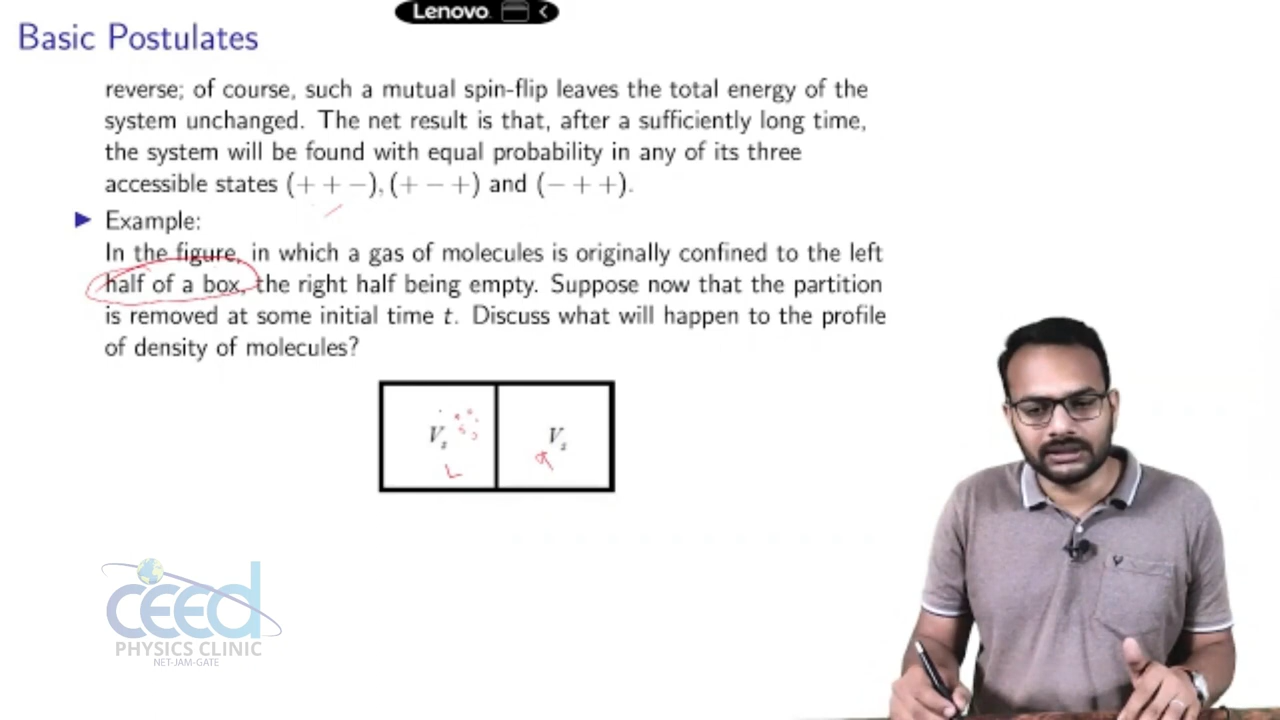 Lenovo
Basic Postulates
reverse; of course, such a mutual spin-flip leaves the total energy of the
system unchanged. The net result is that, after a sufficiently long time,
the system will be found with equal probability in any of its three
accessible states (+ + −), (+ − +) and (− + +).
▶ Example:
In the figure, in which a gas of molecules is originally confined to the left
half of a box, the right half being empty. Suppose now that the partition
is removed at some initial time t. Discuss what will happen to the profile
of density of molecules?
V
V
L
ceed
PHYSICS CLINIC
NET-JAM-GATE